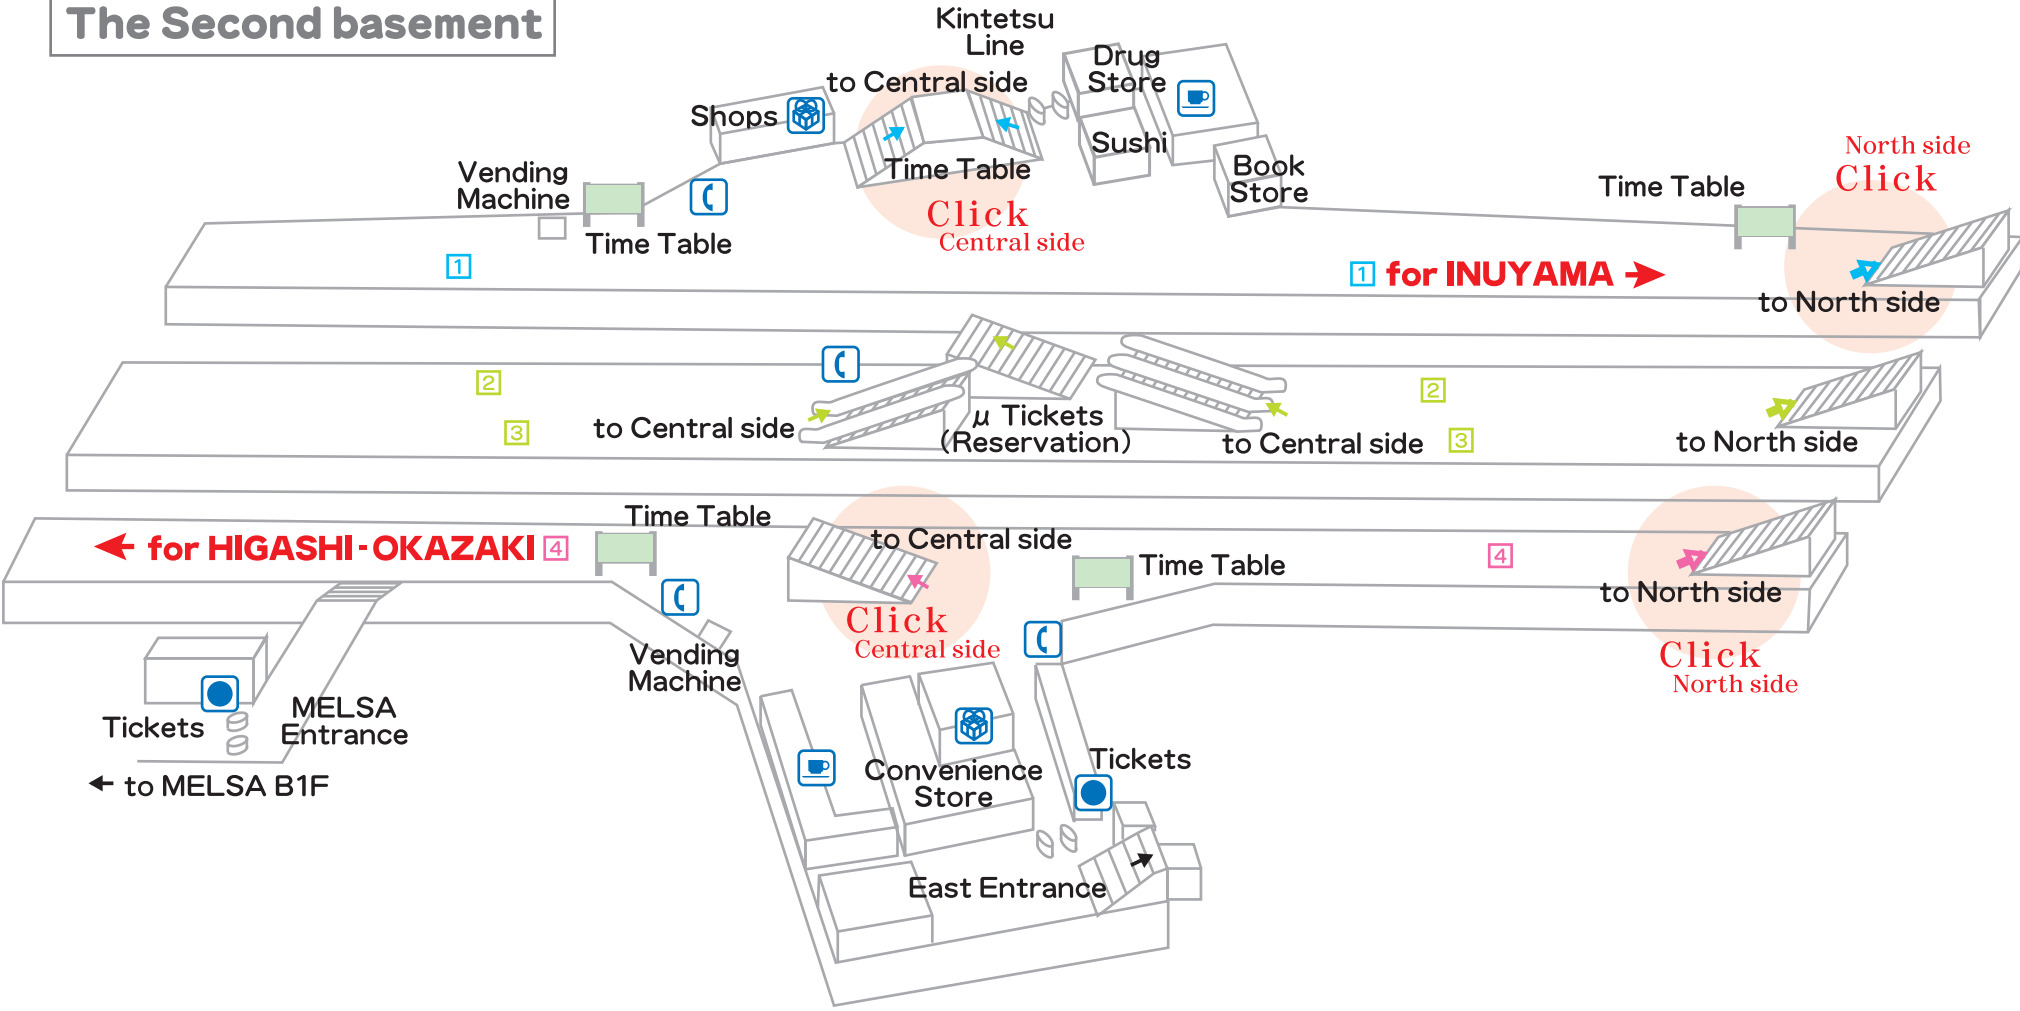 The Second basement
Kintetsu
Line
to Central side
Drug
Store
Shops
Sushi
Time Table
Vending
Machine
Time Table
Click
Central side
Book
Store
Time Table
North side
Click
1
1 for INUYAMA
to North side
2
3
to Central side
μ Tickets
(Reservation)
to Central side
2
3
to North side
for HIGASHI-OKAZAKI 4
Time Table
to Central side
Click
Central side
Time Table
4
to North side
Click
North side
Vending
Machine
Tickets
MELSA
Entrance
to MELSA B1F
Convenience
Store
Tickets
East Entrance